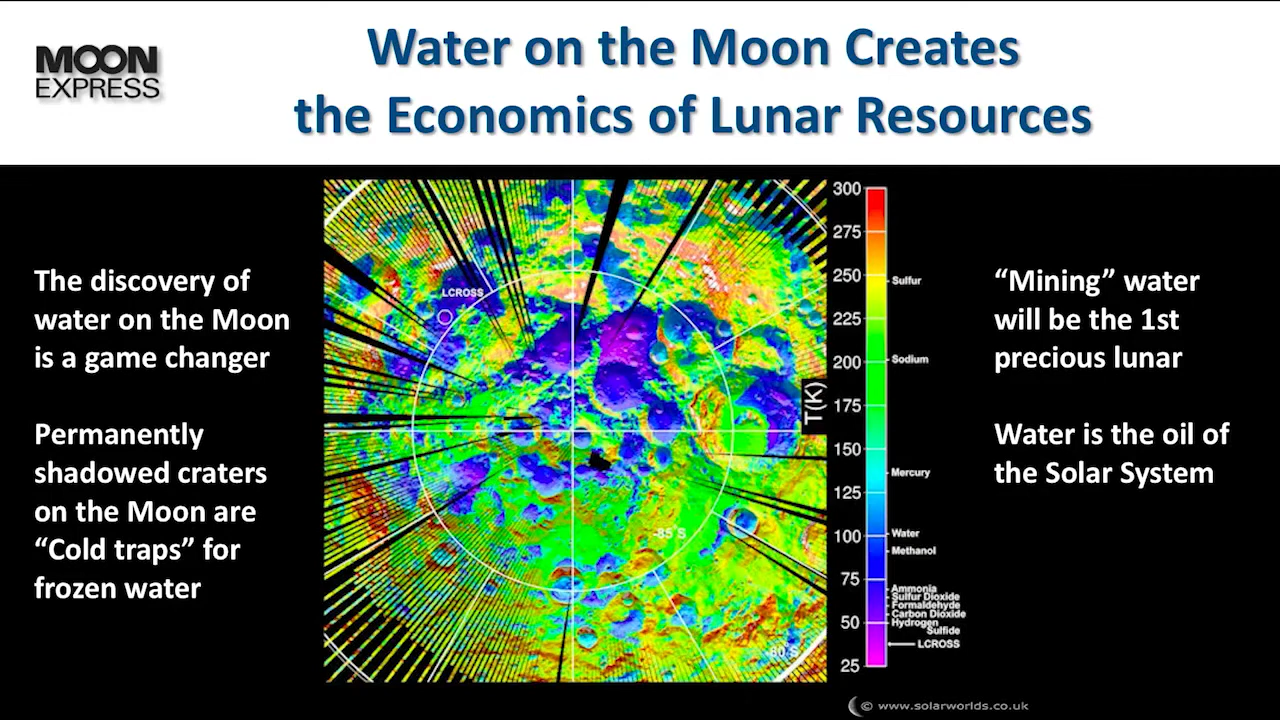 MOON
EXPRESS
Water on the Moon Creates
the Economics of Lunar Resources
The discovery of
water on the Moon
is a game changer
Permanently
shadowed craters
on the Moon are
“Cold traps” for
frozen water
LCROSS
-85 S
-80 S
T(K)
300
275
250
225
200
175
150
125
100
75
50
25
Sulfur
Sodium
Mercury
Water
Methanol
Ammonia
Sulfur Dioxide
Formaldehyde
Carbon Dioxide
Hydrogen
Sulfide
LCROSS
“Mining” water
will be the 1st
precious lunar
Water is the oil of
the Solar System
© www.solarworlds.co.uk